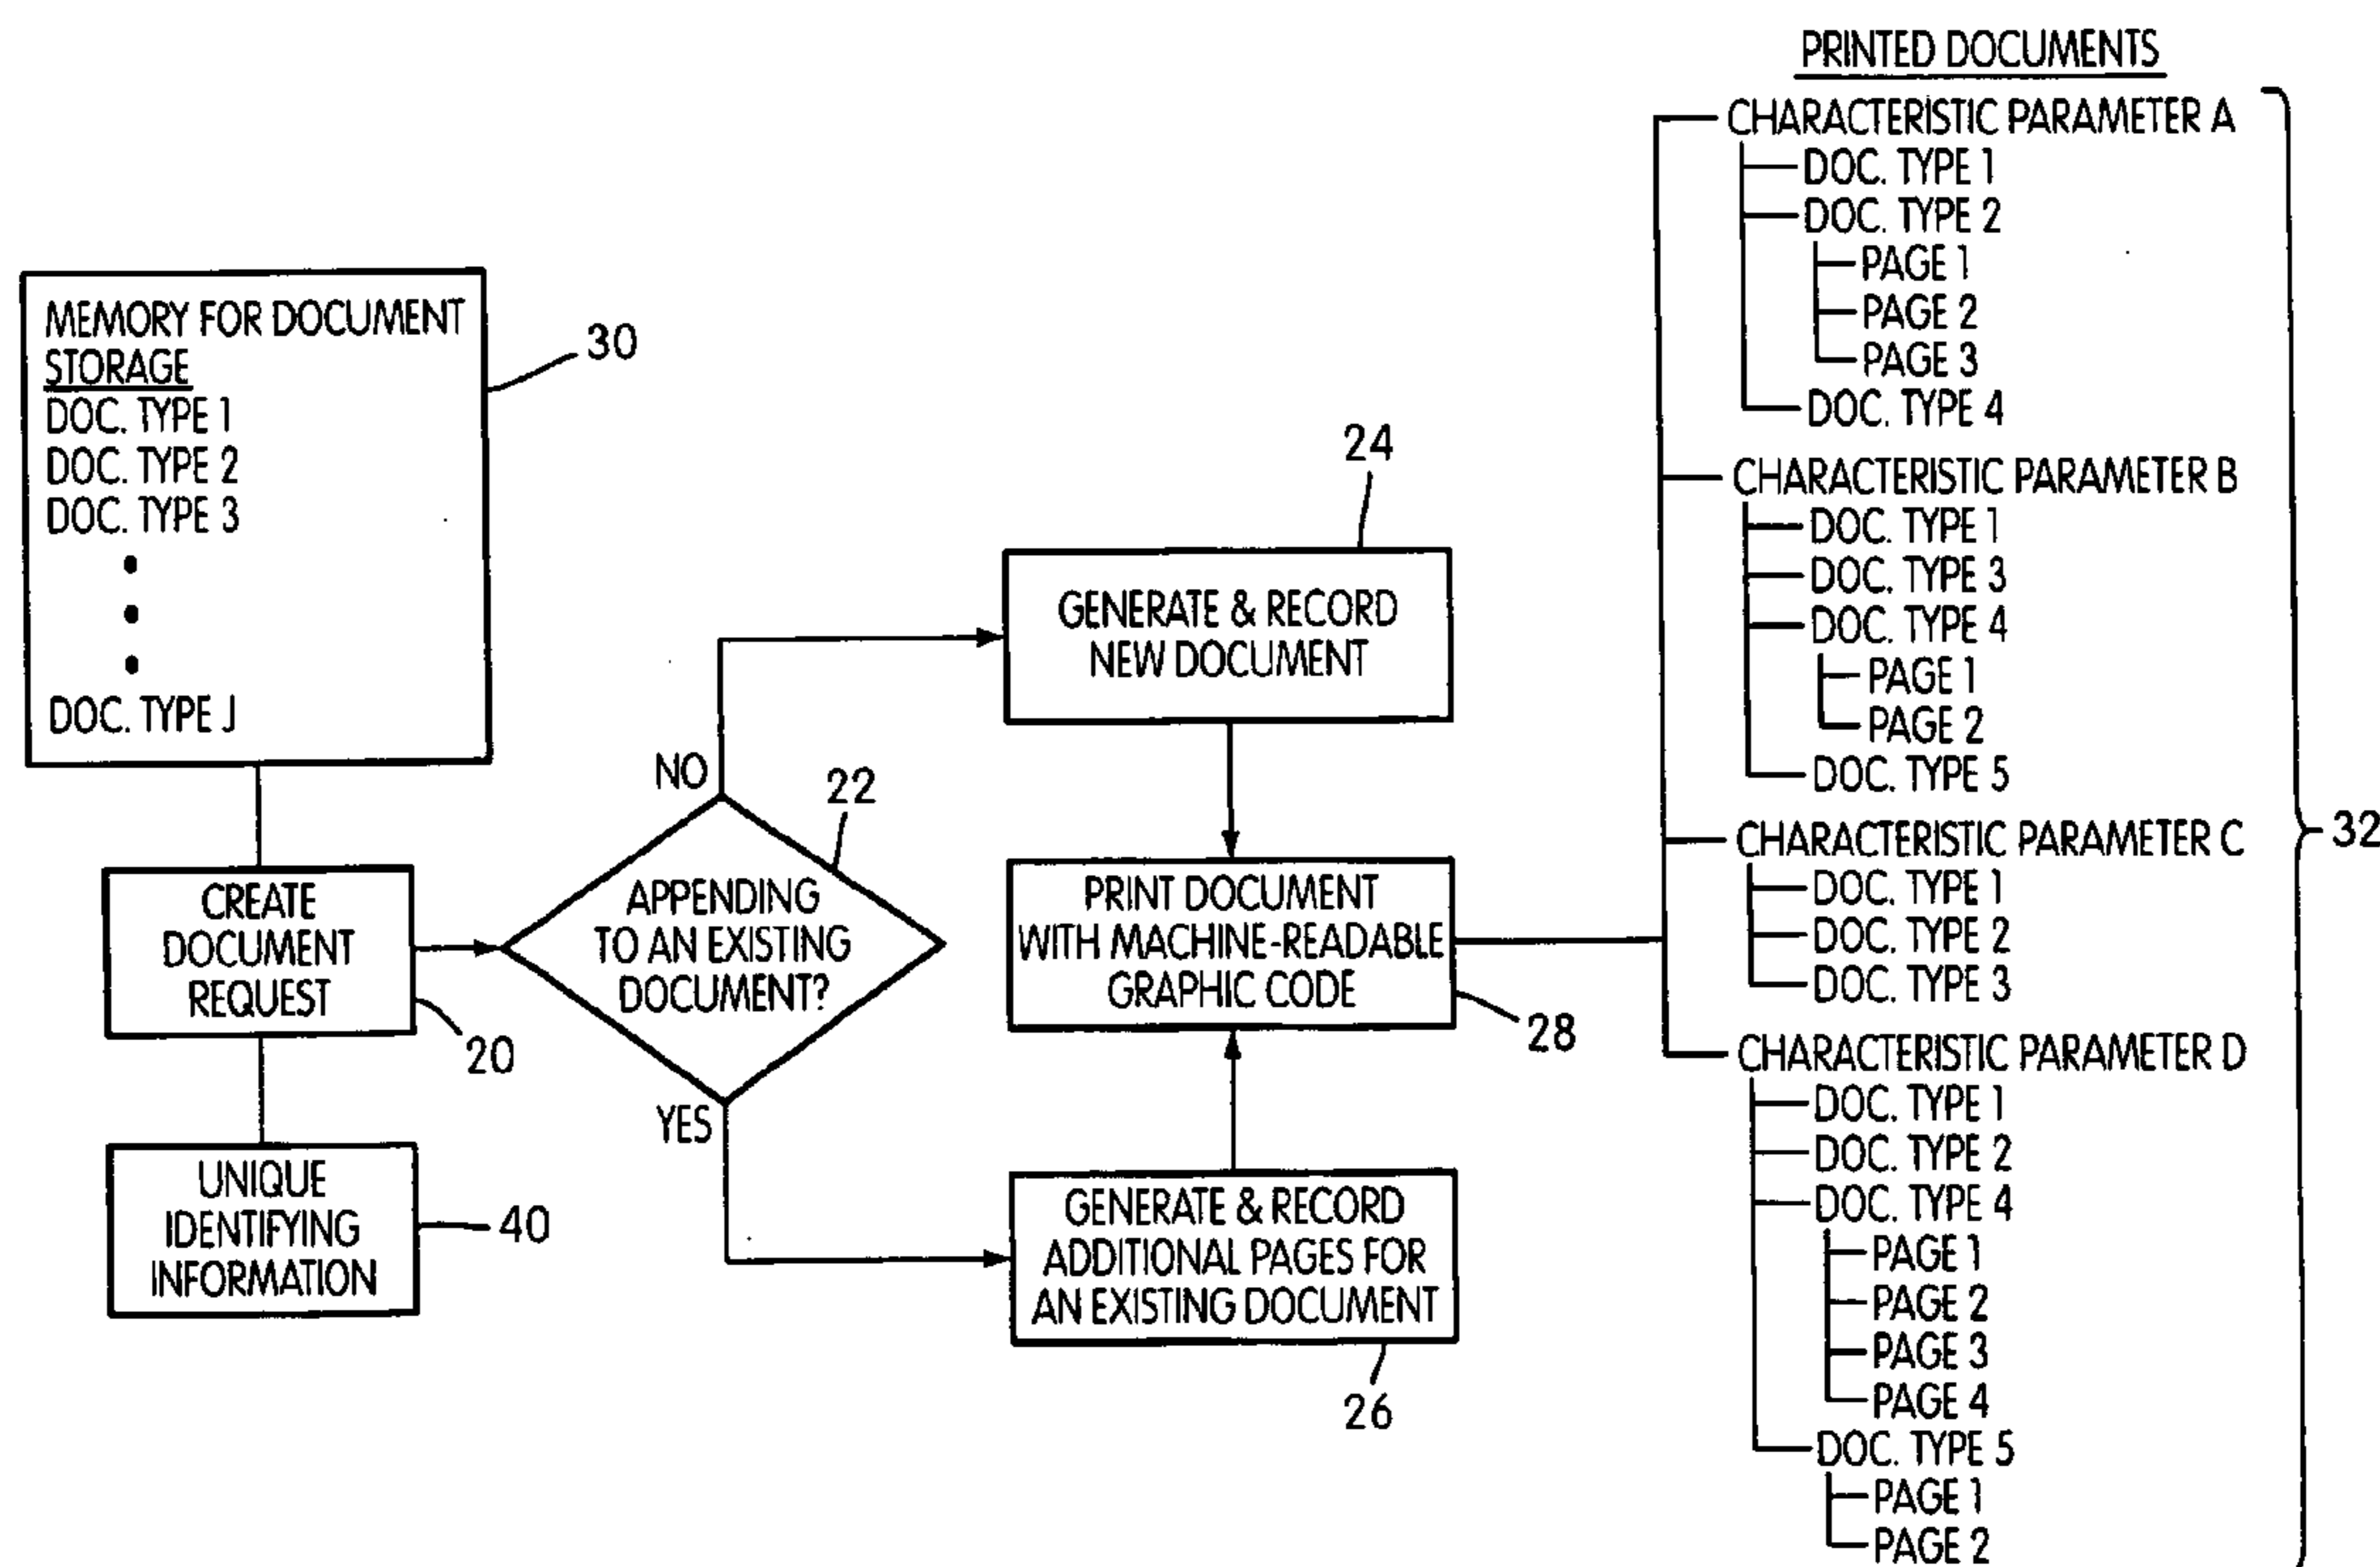 MEMORY FOR DOCUMENT
STORAGE
DOC. TYPE 1
DOC. TYPE 2
DOC. TYPE 3
DOC. TYPE J
30
CREATE
DOCUMENT
REQUEST
20
UNIQUE
IDENTIFYING
INFORMATION
40
APPENDING
TO AN EXISTING
DOCUMENT?
22
NO
YES
GENERATE & RECORD
NEW DOCUMENT
24
PRINT DOCUMENT
WITH MACHINE-READABLE
GRAPHIC CODE
28
GENERATE & RECORD
ADDITIONAL PAGES FOR
AN EXISTING DOCUMENT
26
PRINTED DOCUMENTS
CHARACTERISTIC PARAMETER A
DOC. TYPE 1
DOC. TYPE 2
PAGE 1
PAGE 2
PAGE 3
DOC. TYPE 4
CHARACTERISTIC PARAMETER B
DOC. TYPE 1
DOC. TYPE 3
DOC. TYPE 4
PAGE 1
PAGE 2
DOC. TYPE 5
CHARACTERISTIC PARAMETER C
DOC. TYPE 1
DOC. TYPE 2
DOC. TYPE 3
CHARACTERISTIC PARAMETER D
DOC. TYPE 1
DOC. TYPE 2
DOC. TYPE 4
PAGE 1
PAGE 2
PAGE 3
PAGE 4
DOC. TYPE 5
PAGE 1
PAGE 2
32